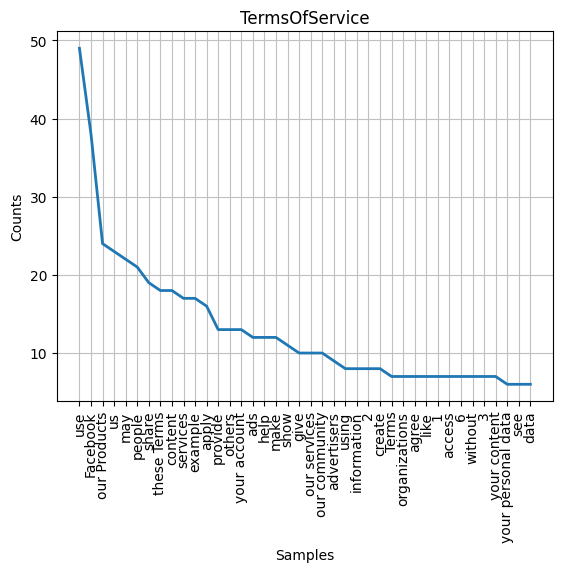 TermsOfService
50
40
30
20
10
Counts
use
Facebook
our Products
us
may
people
share
these Terms
content
services
example
apply
provide
others
your account
ads
help
make
show
give
our services
our community
advertisers
using
information
2
create
Terms
organizations
agree
like
1
access
6
without
3
your content
your personal data
see
data
Samples